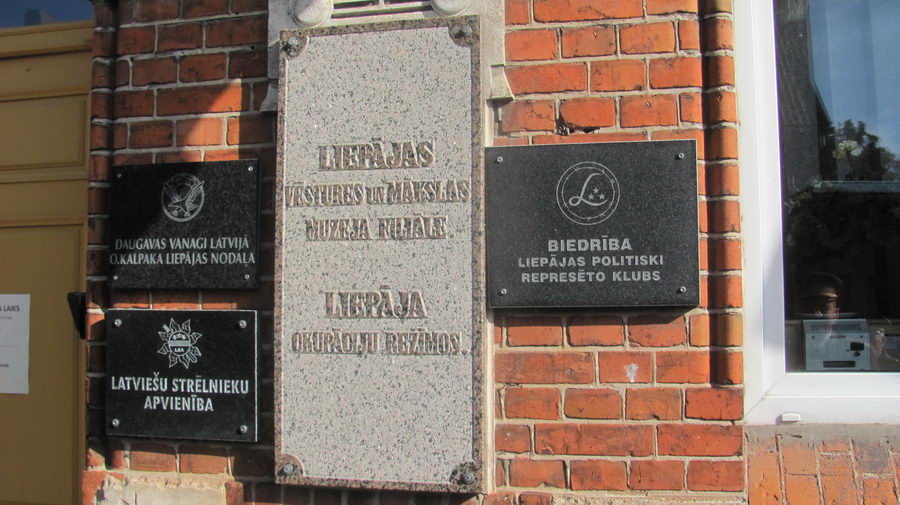 DAUGAVAS VANAGI LATVIJĀ
O.KALPAKA LIEPĀJAS NODAĻA
LATVIEŠU STRĒLNIEKU
APVIENĪBA
LIEPĀJAS
VĒSTURES UN MĀKSLAS
MUZEJA FILIĀLE
LIEPĀJA
OKUPĀCIJU REŽĪMOS
L
BIEDRĪBA
LIEPĀJAS POLITISKI
REPRESĒTO KLUBS
LAIKS